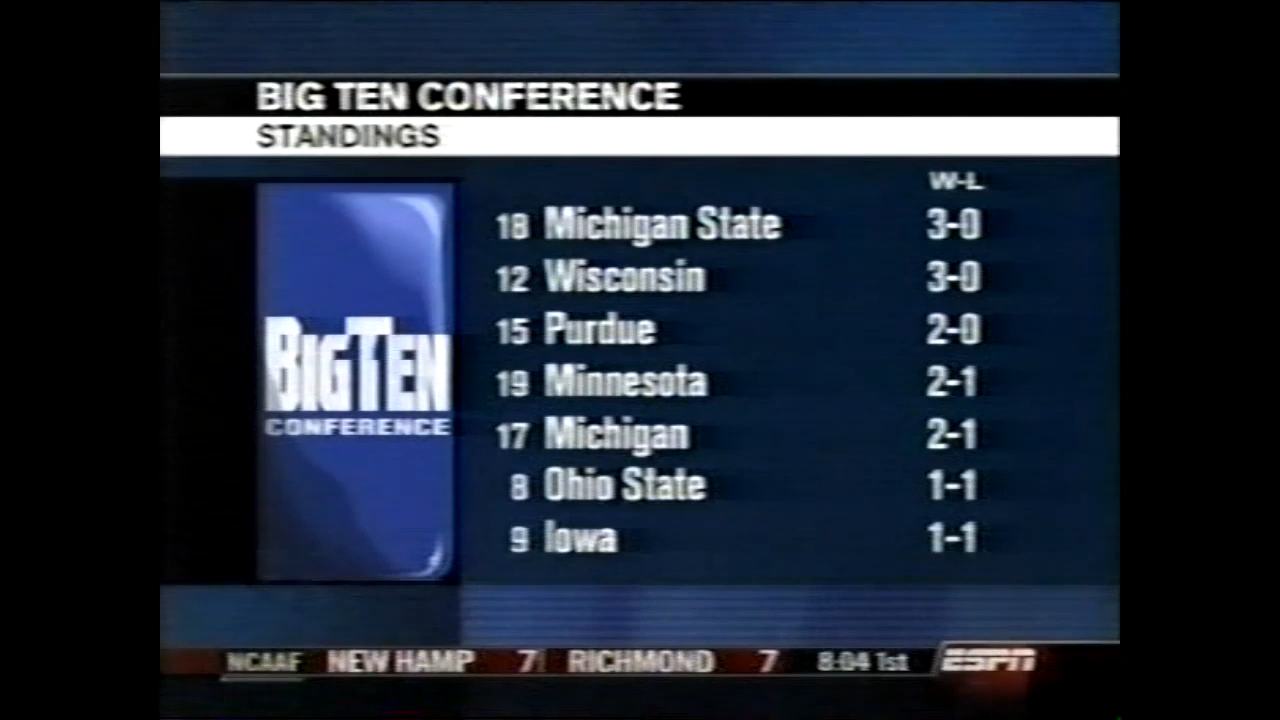 BIG TEN CONFERENCE
STANDINGS
W-L
18 Michigan State 3-0
12 Wisconsin 3-0
15 Purdue 2-0
19 Minnesota 2-1
17 Michigan 2-1
8 Ohio State 1-1
9 Iowa 1-1
BIG TEN
CONFERENCE
NCAAF NEW HAMP 7 RICHMOND 7 8:04 1st ESPN